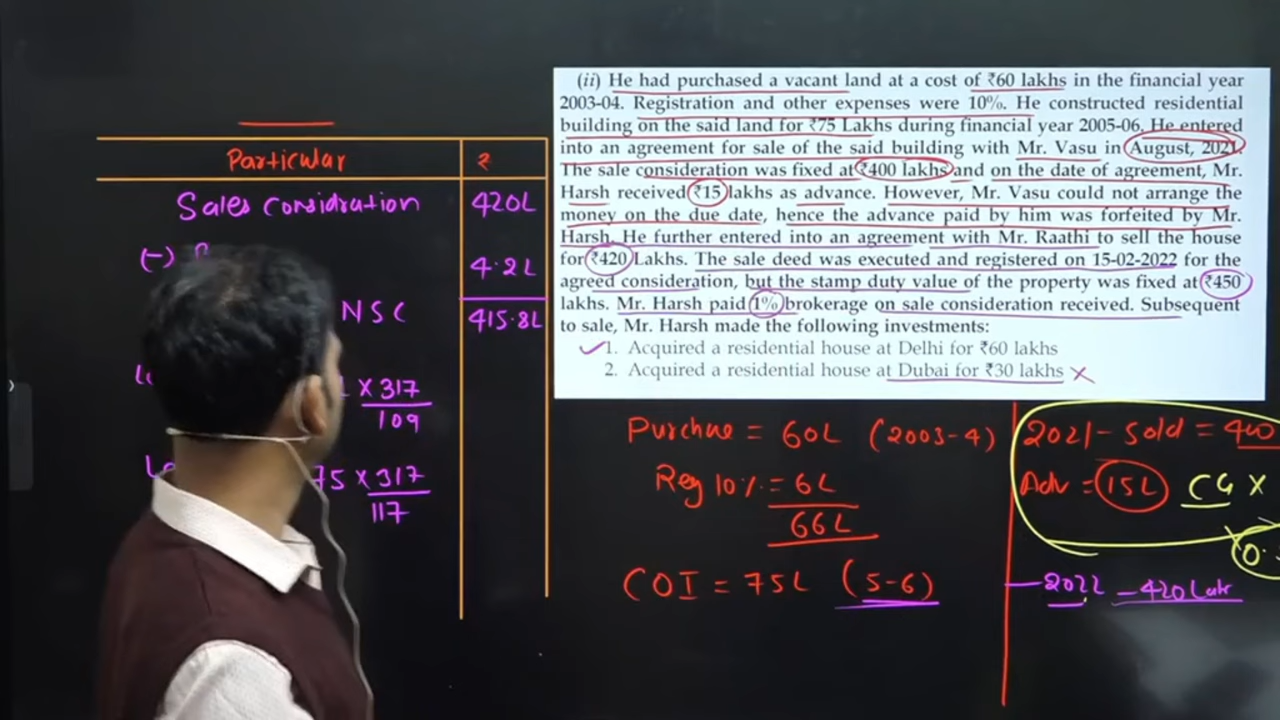 (ii) He had purchased a vacant land at a cost of ₹60 lakhs in the financial year
2003-04. Registration and other expenses were 10%. He constructed residential
building on the said land for ₹75 Lakhs during financial year 2005-06. He entered
into an agreement for sale of the said building with Mr. Vasu in August, 2021.
The sale consideration was fixed at ₹400 lakhs and on the date of agreement, Mr.
Harsh received ₹15 lakhs as advance. However, Mr. Vasu could not arrange the
money on the due date, hence the advance paid by him was forfeited by Mr.
Harsh. He further entered into an agreement with Mr. Raathi to sell the house
for ₹420 Lakhs. The sale deed was executed and registered on 15-02-2022 for the
agreed consideration, but the stamp duty value of the property was fixed at ₹450
lakhs. Mr. Harsh paid 1% brokerage on sale consideration received. Subsequent
to sale, Mr. Harsh made the following investments:
1. Acquired a residential house at Delhi for ₹60 lakhs
2. Acquired a residential house at Dubai for ₹30 lakhs ×
Particular ₹
Sales Considration 420L
(-) 4.2L
NSC 415.8L
× 317
109
75 × 317
117
Purchae = 60L (2003-4)
Reg 10% = 6L
66L
COI = 75L (5-6)
2021 - Sold = 400
Adv = 15L CG ×
2022 - 420 Lak